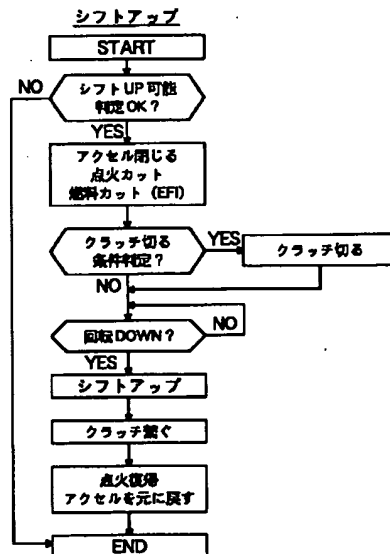 シフトアップ
START
NO
シフトUP可能
判定OK?
YES
アクセル閉じる
点火カット
燃料カット (EFI)
クラッチ切る
条件判定?
YES
クラッチ切る
NO
回転DOWN?
NO
YES
シフトアップ
クラッチ繋ぐ
点火復帰
アクセルを元に戻す
END